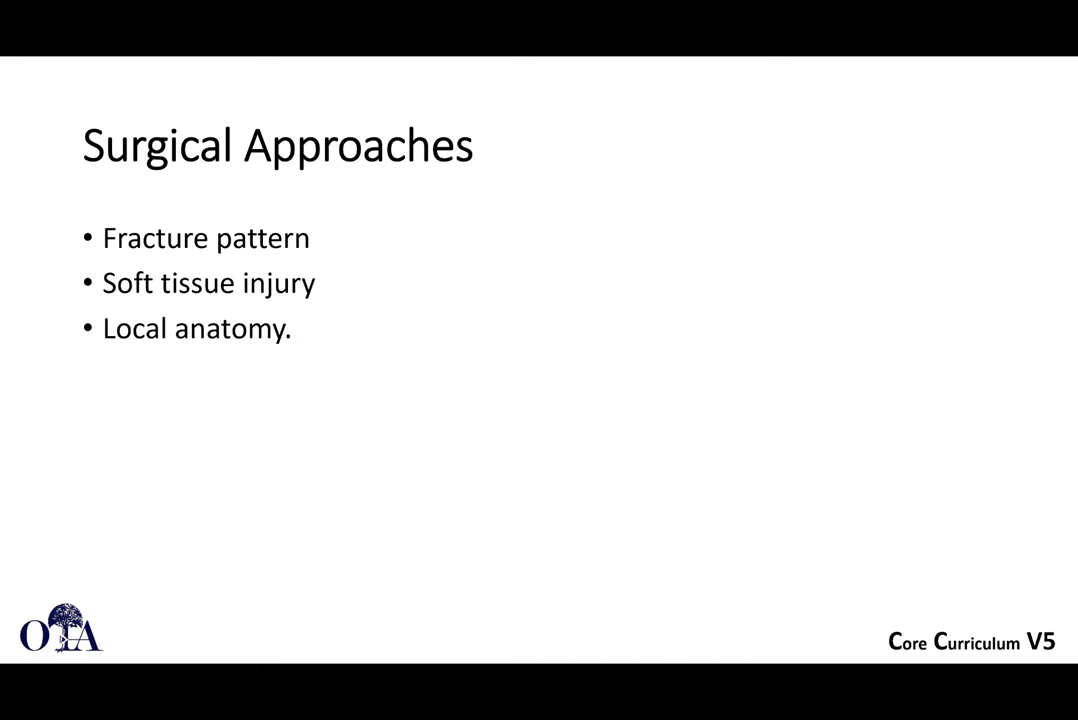 Surgical Approaches
• Fracture pattern
• Soft tissue injury
• Local anatomy.
OTA
Core Curriculum V5